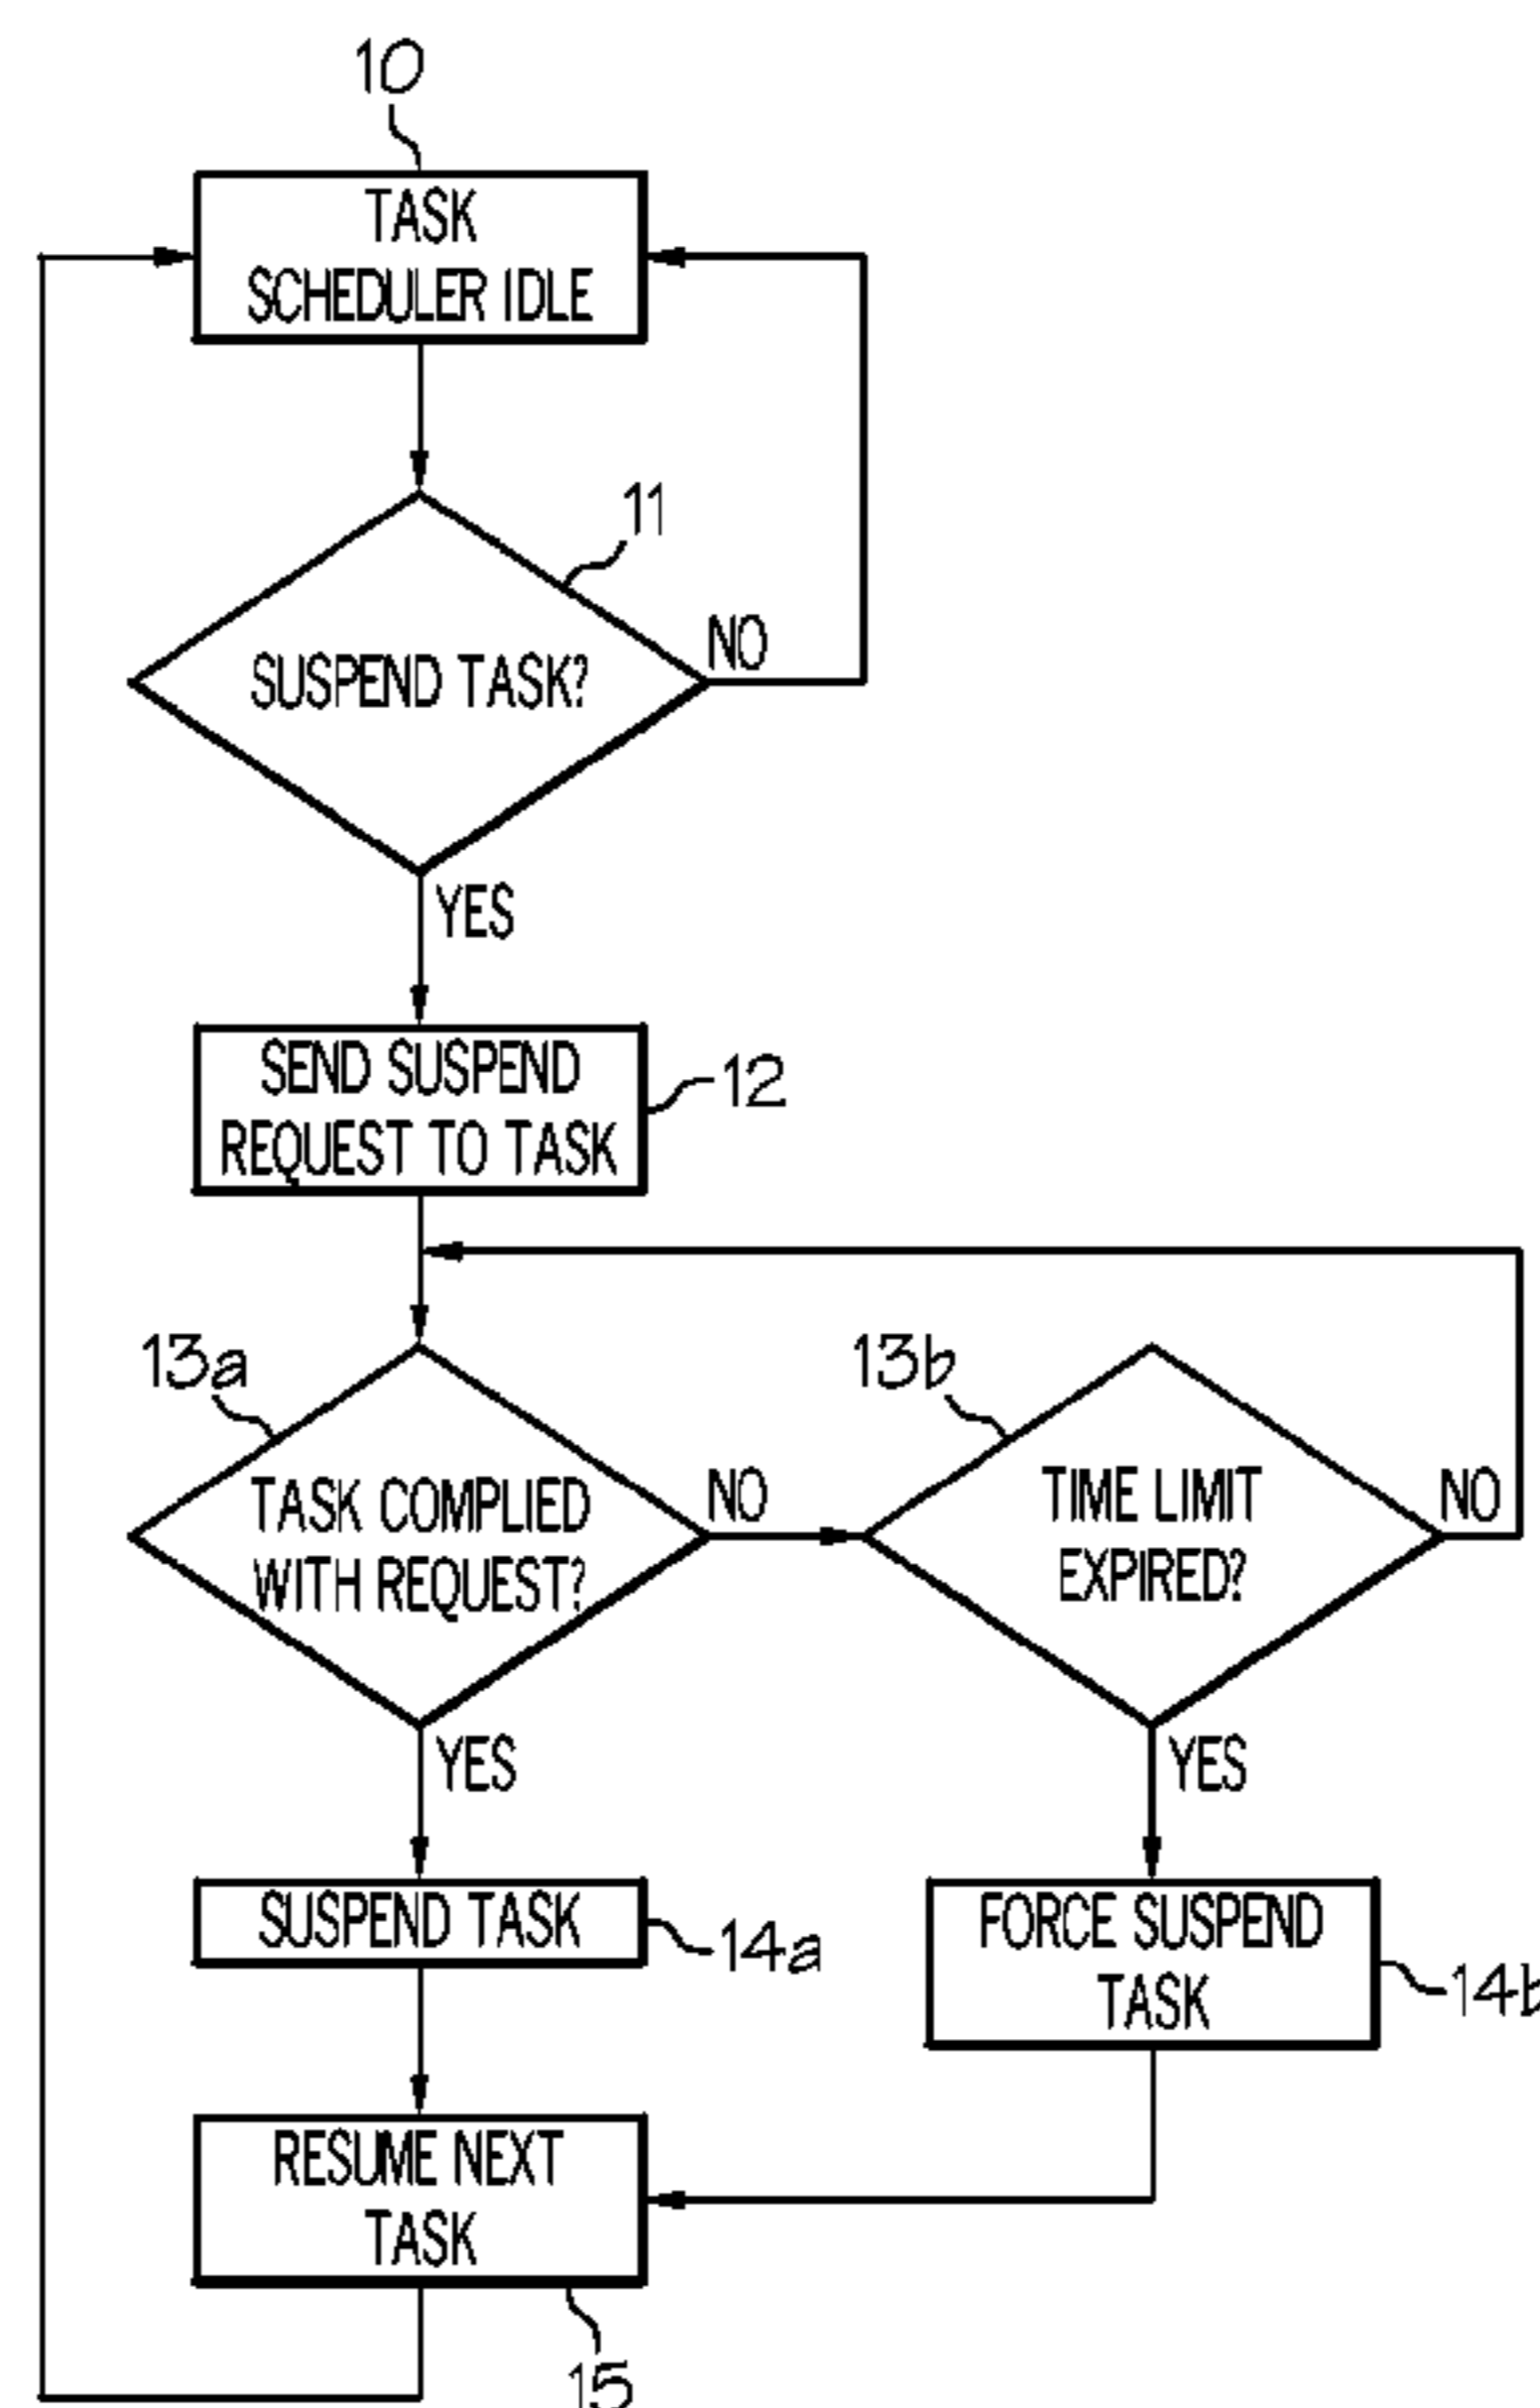 10
TASK
SCHEDULER IDLE
11
SUSPEND TASK?
NO
YES
SEND SUSPEND
REQUEST TO TASK
12
13a
TASK COMPLIED
WITH REQUEST?
NO
13b
TIME LIMIT
EXPIRED?
NO
YES
YES
SUSPEND TASK
14a
FORCE SUSPEND
TASK
14b
RESUME NEXT
TASK
15